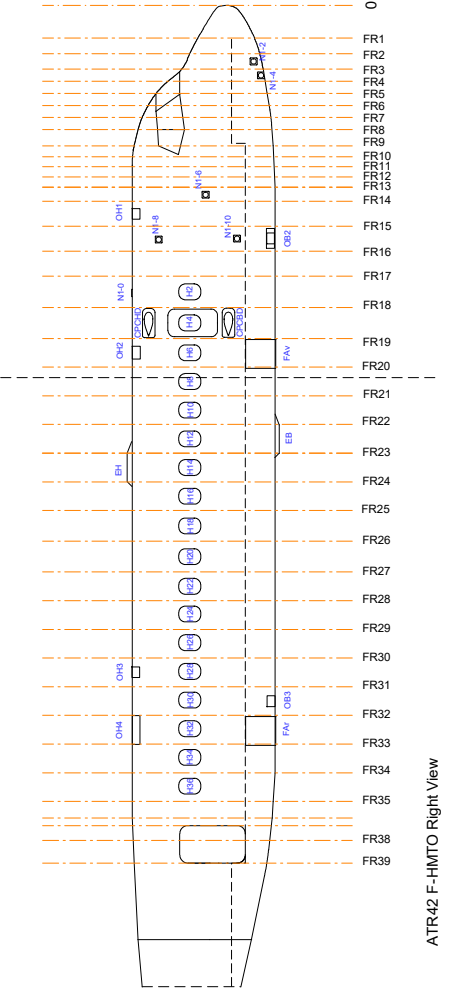 0
FR1
N1-2
FR2
FR3
N1-4
FR4
FR5
FR6
FR7
FR8
FR9
FR10
FR11
FR12
FR13
N1-6
FR14
OH1
FR15
N1-8
N1-10
OB2
FR16
FR17
N1-0
H2
FR18
CPCHD
H4
CPCBD
FR19
OH2
H6
FAv
FR20
H8
FR21
H10
FR22
H12
EB
FR23
EH
H14
FR24
H16
FR25
H18
FR26
H20
FR27
H22
FR28
H24
FR29
H26
FR30
OH3
H28
FR31
H30
OB3
FR32
OH4
H32
FAr
FR33
H34
FR34
H36
FR35
FR38
FR39
ATR42 F-HMTO Right View